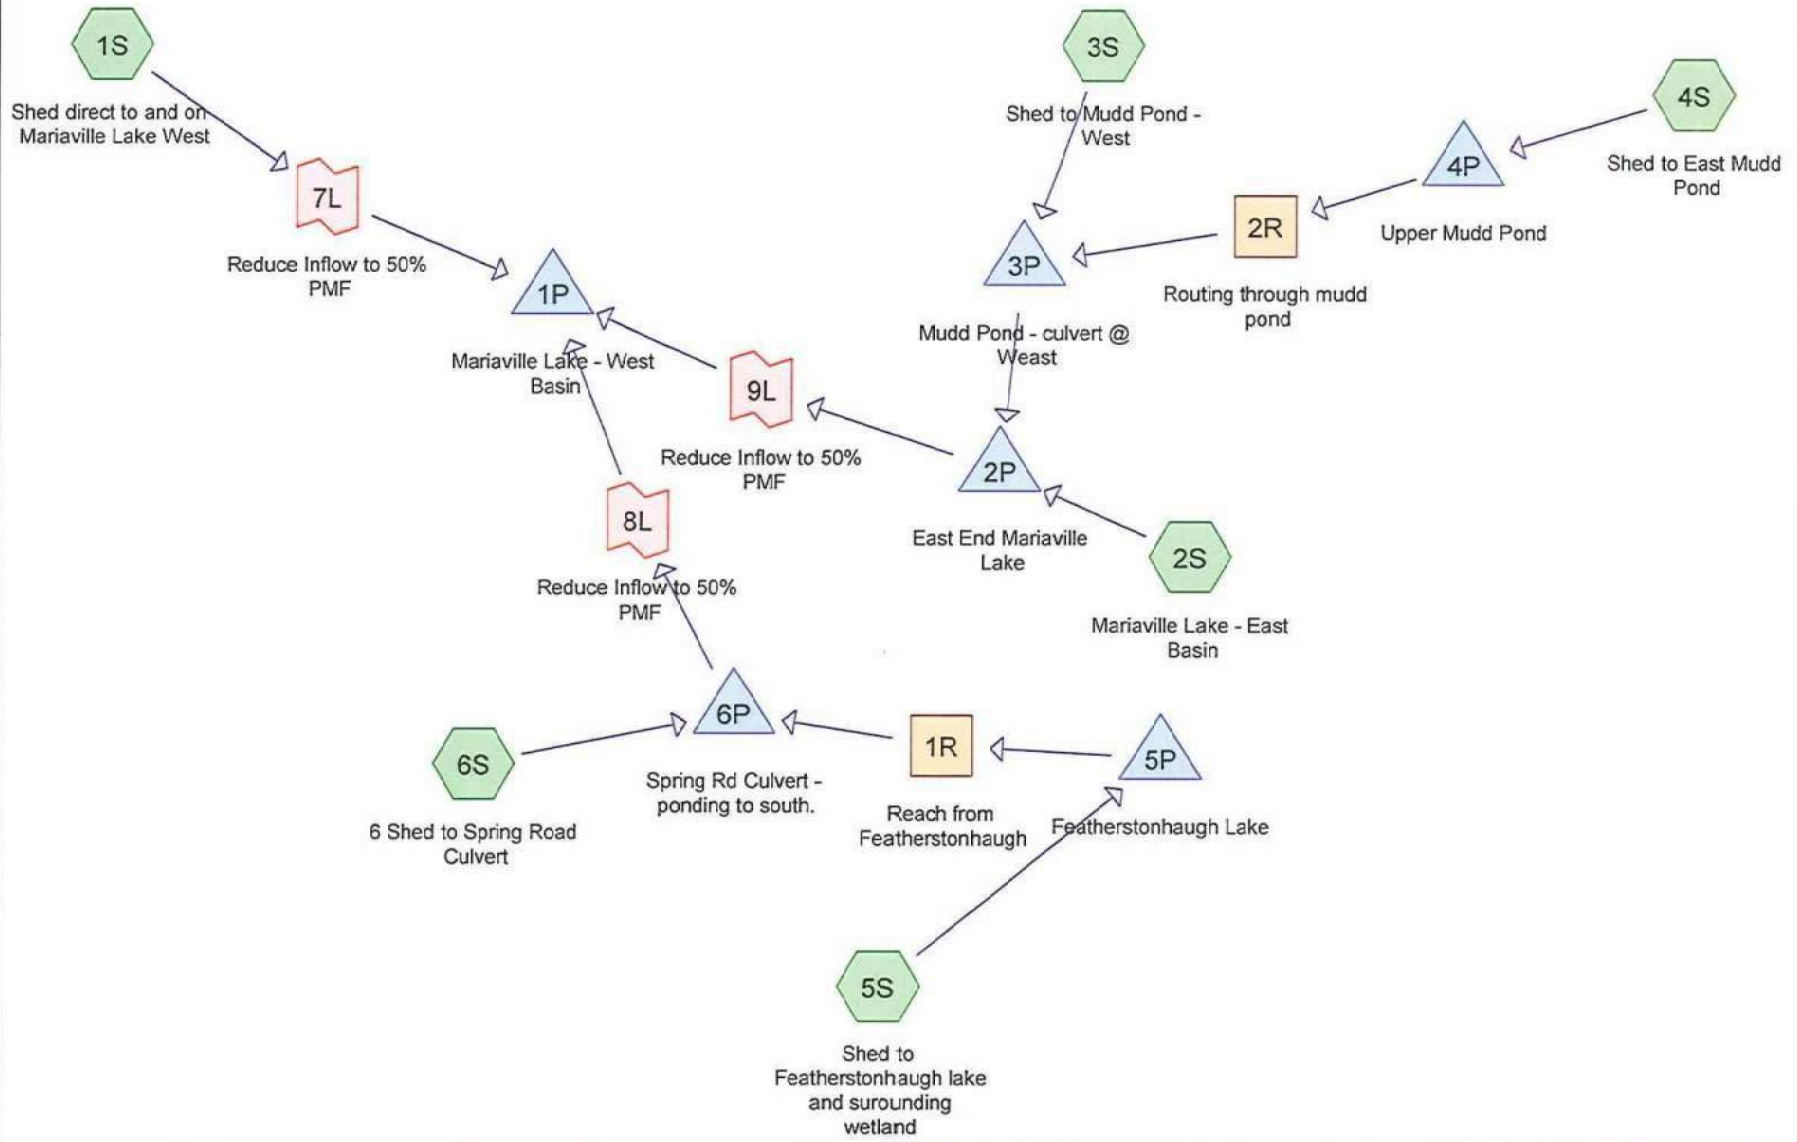 1S
Shed direct to and on
Mariaville Lake West
3S
Shed to Mudd Pond -
West
4S
Shed to East Mudd
Pond
4P
Upper Mudd Pond
2R
Routing through mudd
pond
3P
Mudd Pond - culvert @
Weast
7L
Reduce Inflow to 50%
PMF
1P
Mariaville Lake - West
Basin
9L
Reduce Inflow to 50%
PMF
2P
East End Mariaville
Lake
2S
Mariaville Lake - East
Basin
8L
Reduce Inflow to 50%
PMF
6P
Spring Rd Culvert -
ponding to south.
6S
6 Shed to Spring Road
Culvert
1R
Reach from
Featherstonhaugh
5P
Featherstonhaugh Lake
5S
Shed to
Featherstonhaugh lake
and surounding
wetland